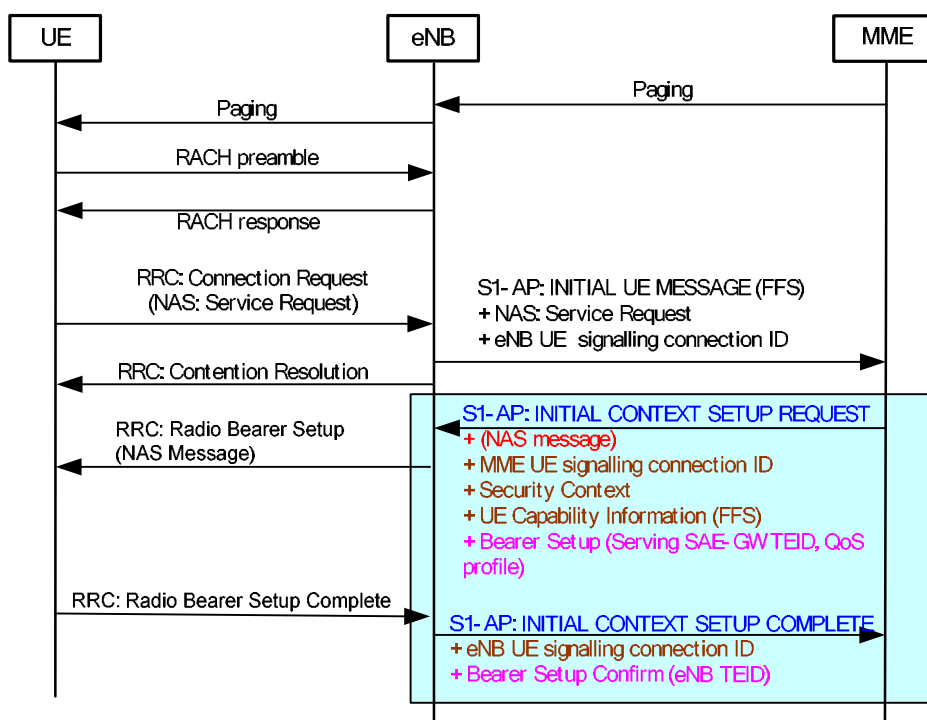 UE
eNB
MME
Paging
Paging
RACH preamble
RACH response
RRC: Connection Request
(NAS: Service Request)
S1-AP: INITIAL UE MESSAGE (FFS)
+ NAS: Service Request
+ eNB UE signalling connection ID
RRC: Contention Resolution
S1-AP: INITIAL CONTEXT SETUP REQUEST
+ (NAS message)
+ MME UE signalling connection ID
+ Security Context
+ UE Capability Information (FFS)
+ Bearer Setup (Serving SAE-GW TEID, QoS
profile)
RRC: Radio Bearer Setup
(NAS Message)
RRC: Radio Bearer Setup Complete
S1-AP: INITIAL CONTEXT SETUP COMPLETE
+ eNB UE signalling connection ID
+ Bearer Setup Confirm (eNB TEID)